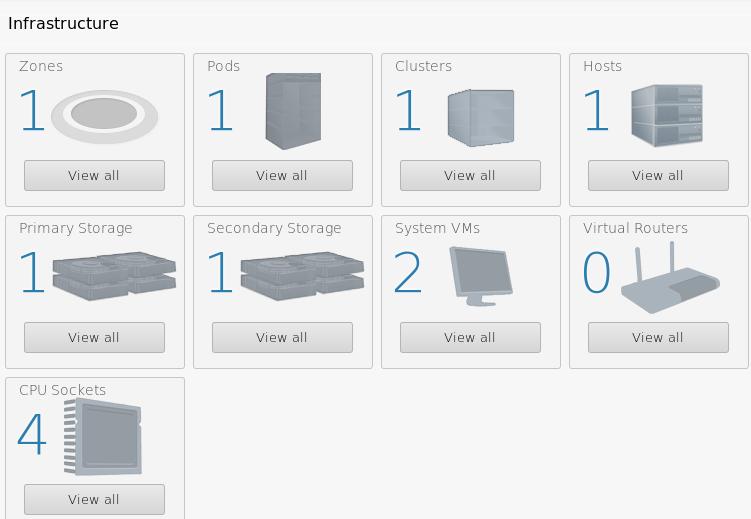 Infrastructure
Zones
Pods
Clusters
Hosts
1
1
1
1
View all
View all
View all
View all
Primary Storage
Secondary Storage
System VMs
Virtual Routers
1
1
2
0
View all
View all
View all
View all
CPU Sockets
4
View all